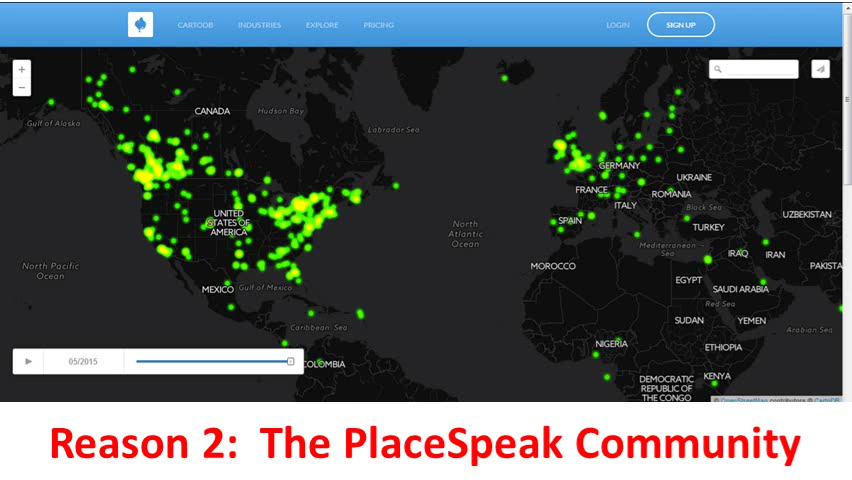 CARTODB INDUSTRIES EXPLORE PRICING LOGIN SIGN UP
+
−
CANADA
Hudson Bay
Gulf of Alaska
Labrador Sea
GERMANY
UKRAINE
FRANCE
ROMANIA
ITALY
Black Sea
UNITED
STATES OF
AMERICA
SPAIN
UZBEKISTAN
TURKEY
North
Atlantic
Ocean
Mediterranean
Sea
IRAQ
IRAN
North Pacific
Ocean
MOROCCO
PAKISTA
EGYPT
MEXICO
Gulf of Mexico
SAUDI ARABIA
Red Sea
SUDAN
YEMEN
Caribbean Sea
Arabian Sea
NIGERIA
ETHIOPIA
05/2015
COLOMBIA
KENYA
DEMOCRATIC
REPUBLIC OF
THE CONGO
© OpenStreetMap contributors © CartoDB
Reason 2: The PlaceSpeak Community